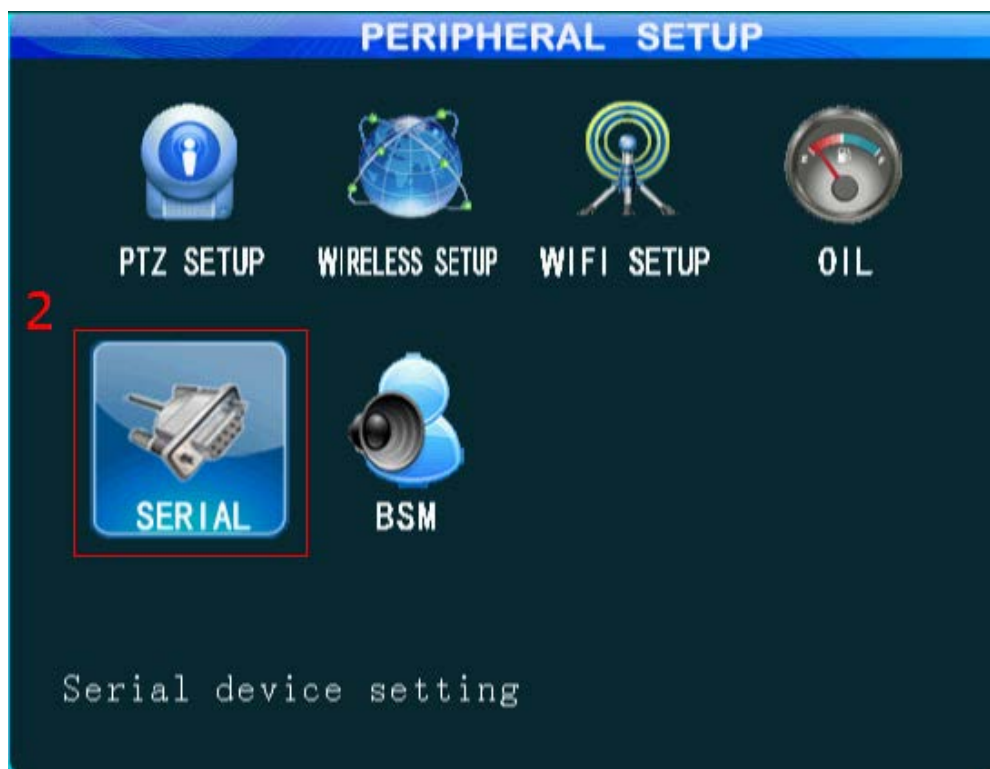 PERIPHERAL SETUP
PTZ SETUP WIRELESS SETUP WIFI SETUP OIL
2
SERIAL BSM
Serial device setting